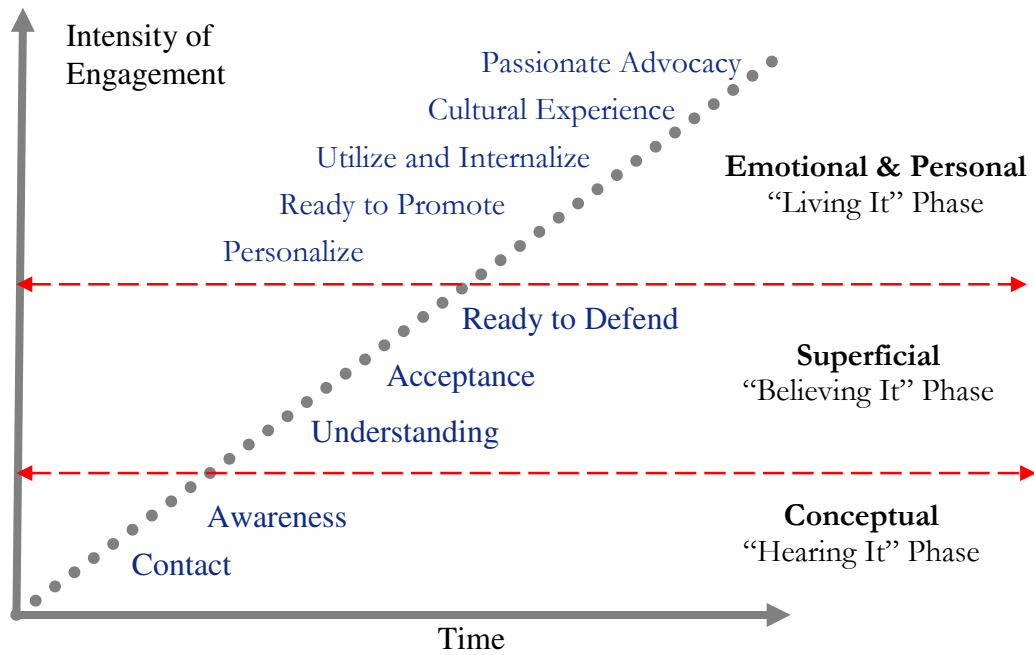 Intensity of
Engagement
Passionate Advocacy
Cultural Experience
Utilize and Internalize
Ready to Promote
Personalize
Emotional & Personal
“Living It” Phase
Ready to Defend
Acceptance
Understanding
Superficial
“Believing It” Phase
Awareness
Contact
Conceptual
“Hearing It” Phase
Time